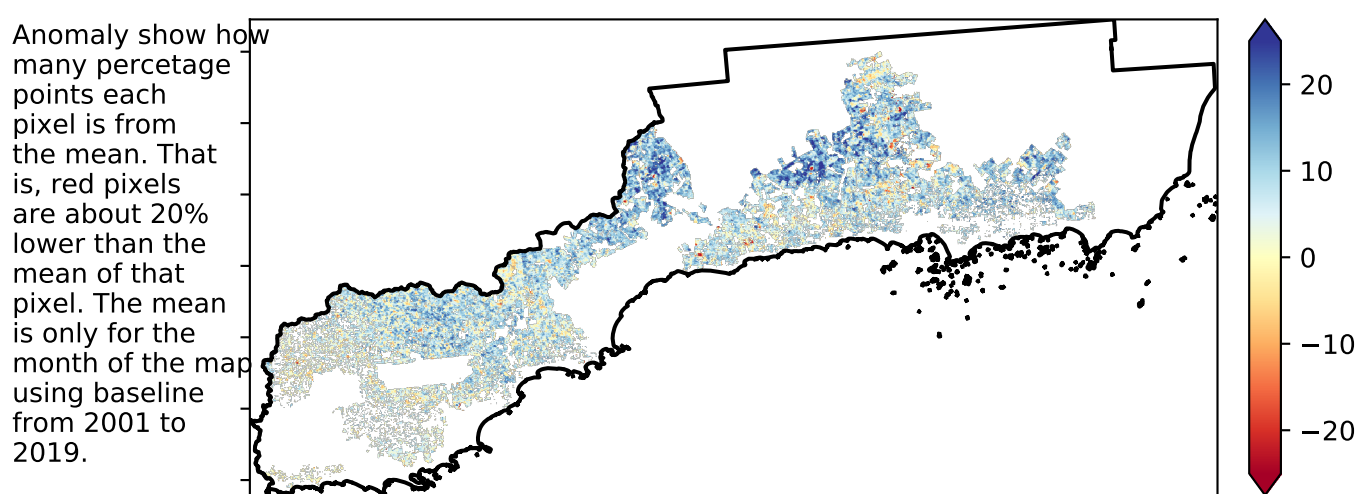 Anomaly show how
many percetage
points each
pixel is from
the mean. That
is, red pixels
are about 20%
lower than the
mean of that
pixel. The mean
is only for the
month of the map
using baseline
from 2001 to
2019.
20
10
0
−10
−20